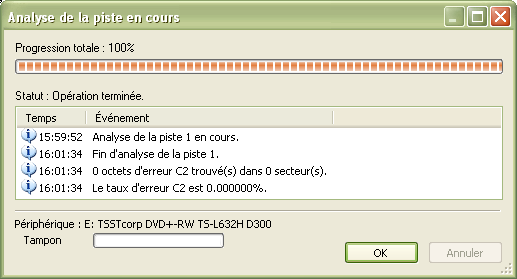 Analyse de la piste en cours
Progression totale : 100%
Statut : Opération terminée.
Temps Événement
15:59:52 Analyse de la piste 1 en cours.
16:01:34 Fin d'analyse de la piste 1.
16:01:34 0 octets d'erreur C2 trouvé(s) dans 0 secteur(s).
16:01:34 Le taux d'erreur C2 est 0.000000%.
Périphérique : E: TSSTcorp DVD+-RW TS-L632H D300
Tampon
OK Annuler